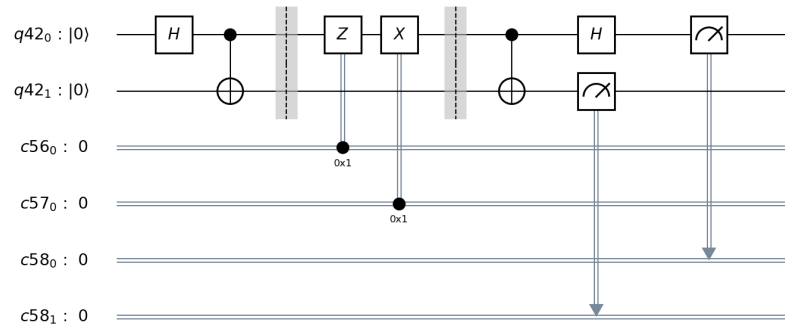 q42₀ : |0⟩ H Z X H
q42₁ : |0⟩
c56₀ : 0
0x1
c57₀ : 0
0x1
c58₀ : 0
c58₁ : 0